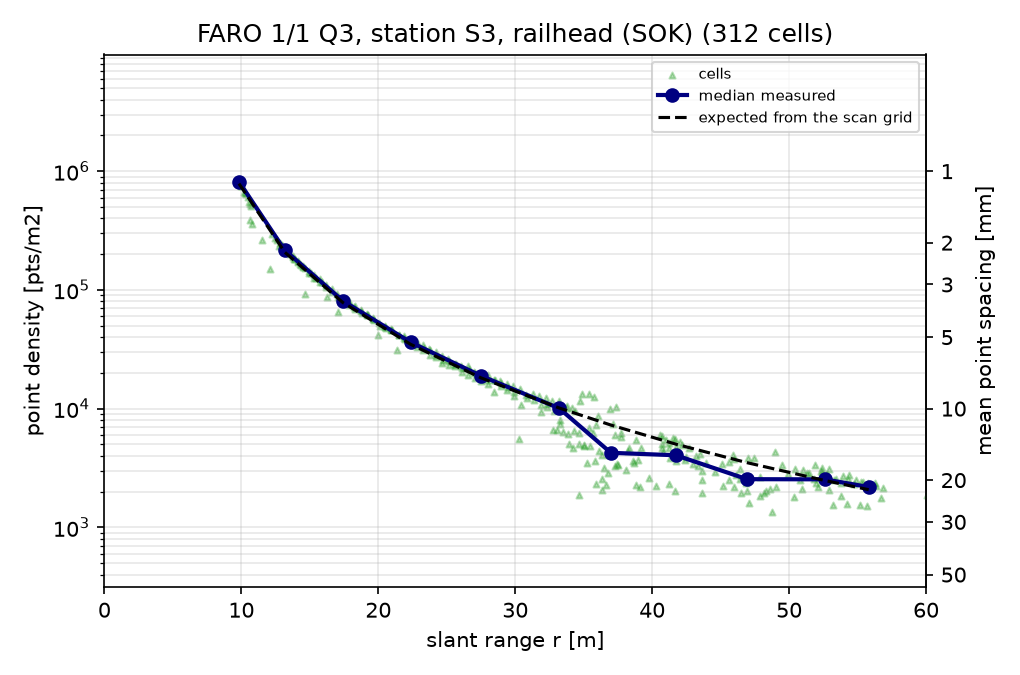 FARO 1/1 Q3, station S3, railhead (SOK) (312 cells)
cells
median measured
expected from the scan grid
point density [pts/m2]
10^6
10^5
10^4
10^3
1
2
3
5
10
20
30
50
mean point spacing [mm]
0 10 20 30 40 50 60
slant range r [m]